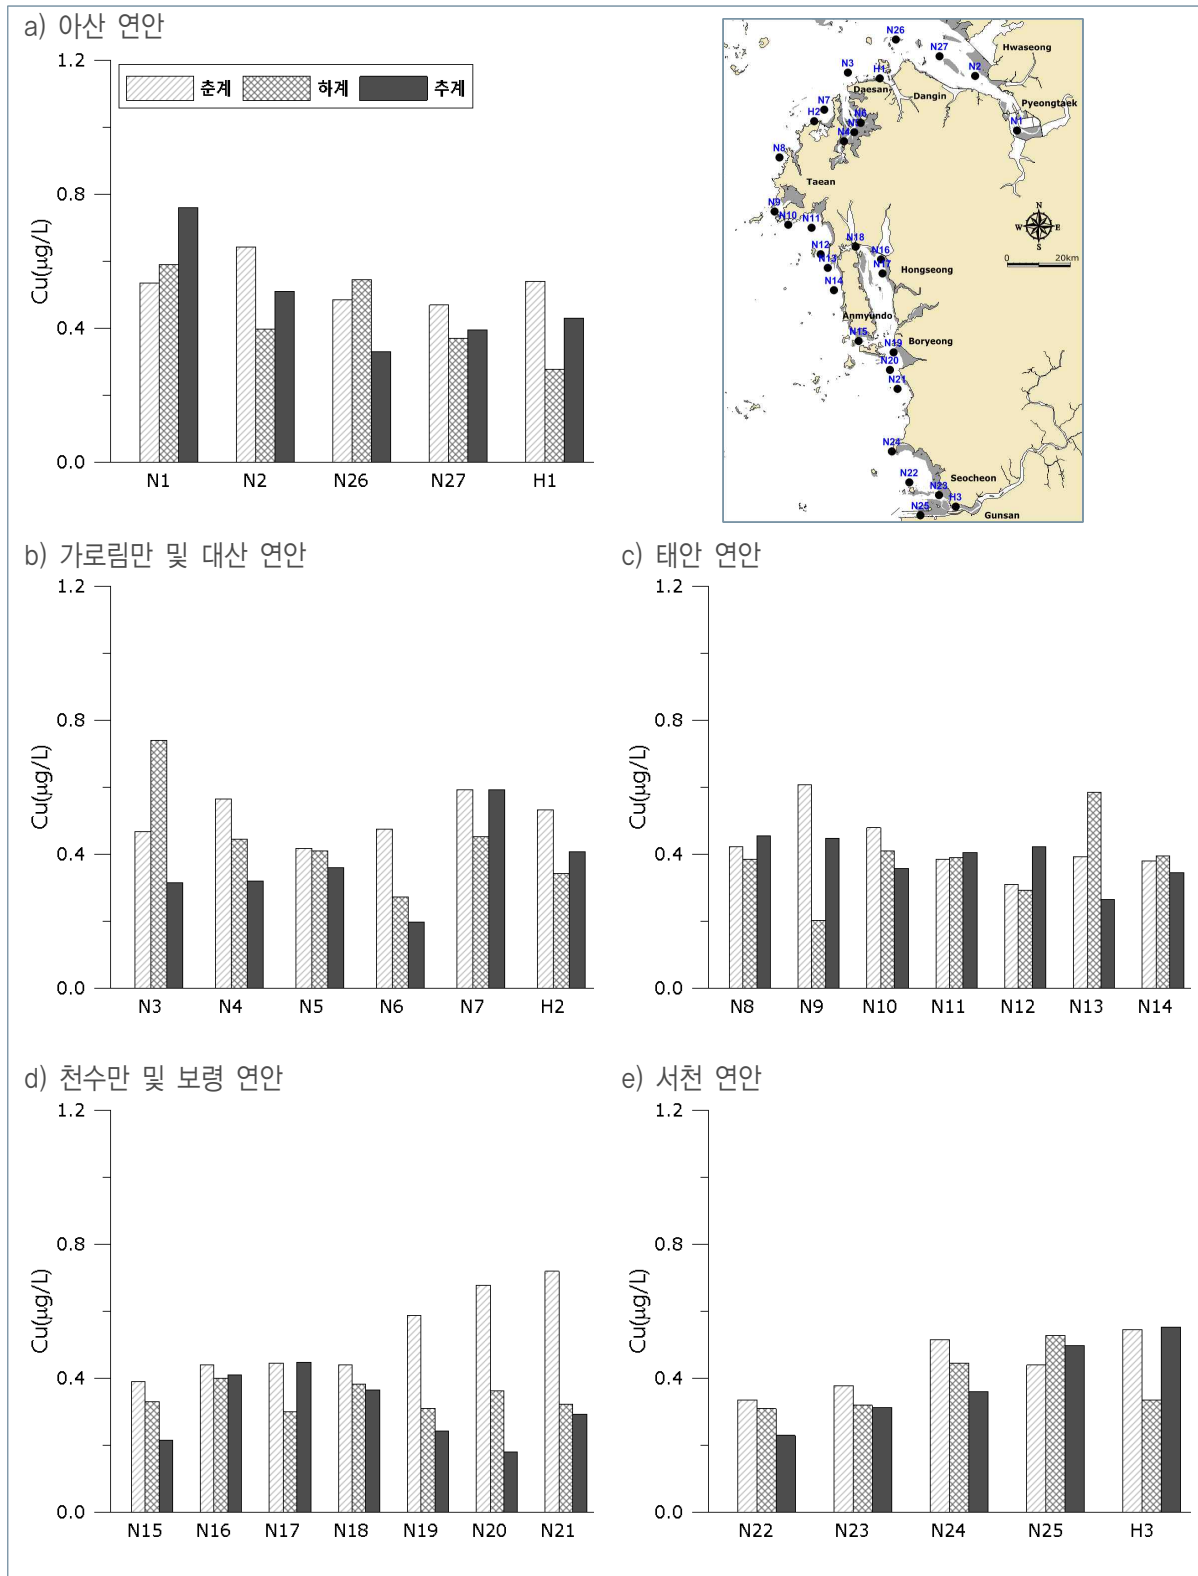 a) 아산 연안
1.2
0.8
0.4
0.0
Cu(μg/L)
춘계 하계 추계
N1 N2 N26 N27 H1
N26
N27
Hwaseong
N3
H1
N2
Daesan
Dangin
Pyeongtaek
N7
H2
N6
N5
N4
N1
N8
Taean
N9
N10
N11
N
W E
S
N12
N18
N13
N16
N17
Hongseong
0 20km
N14
Anmyundo
N15
N19
Boryeong
N20
N21
N24
N22
Seocheon
N23
H3
N25
Gunsan
b) 가로림만 및 대산 연안
1.2
0.8
0.4
0.0
Cu(μg/L)
N3 N4 N5 N6 N7 H2
c) 태안 연안
1.2
0.8
0.4
0.0
Cu(μg/L)
N8 N9 N10 N11 N12 N13 N14
d) 천수만 및 보령 연안
1.2
0.8
0.4
0.0
Cu(μg/L)
N15 N16 N17 N18 N19 N20 N21
e) 서천 연안
1.2
0.8
0.4
0.0
Cu(μg/L)
N22 N23 N24 N25 H3